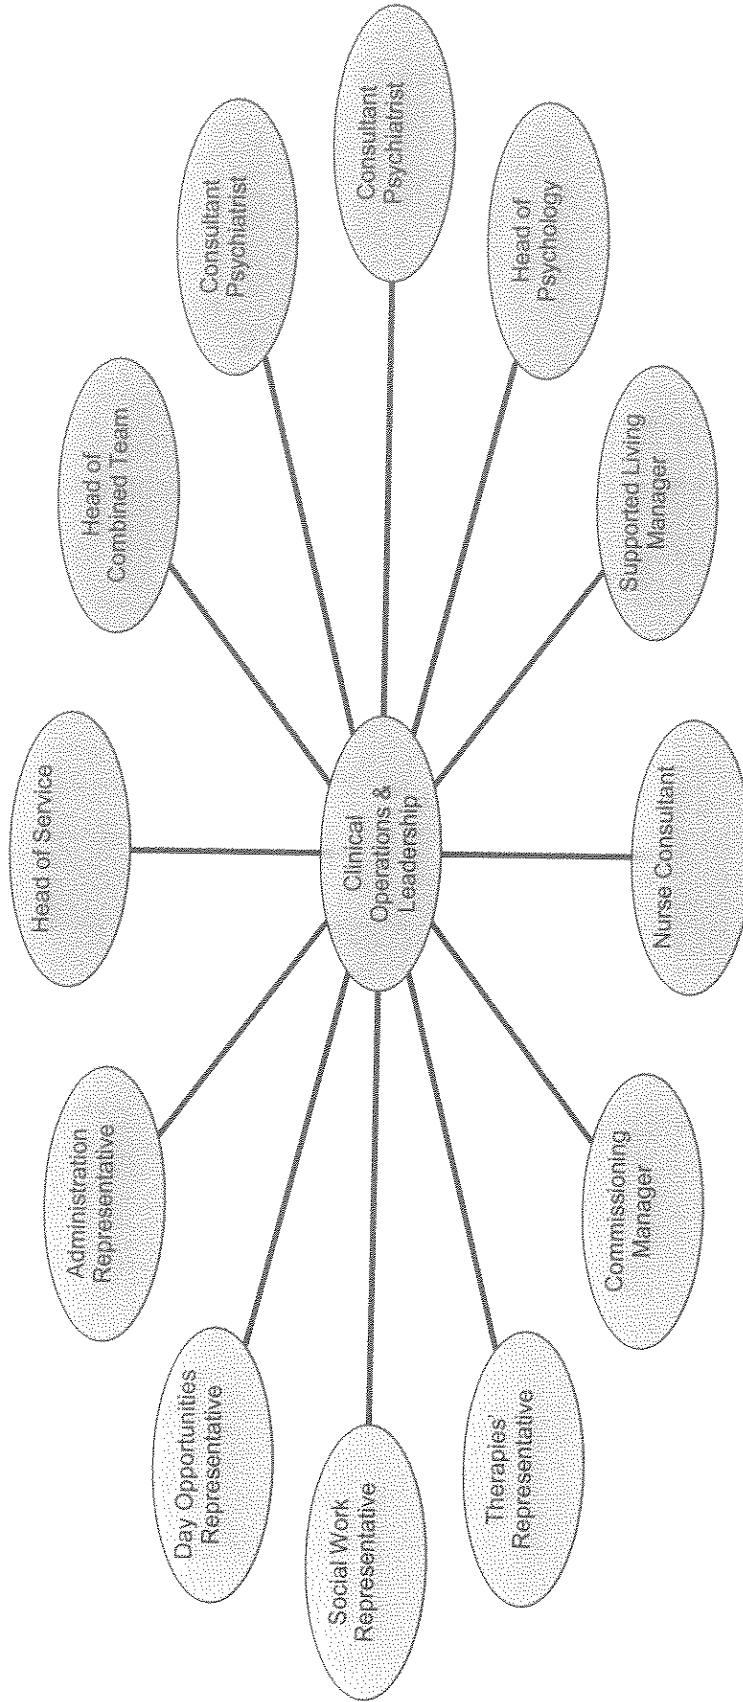 Head of Service
Head of
Combined Team
Consultant
Psychiatrist
Consultant
Psychiatrist
Head of
Psychology
Supported Living
Manager
Nurse Consultant
Commissioning
Manager
Therapies'
Representative
Social Work
Representative
Day Opportunities
Representative
Administration
Representative
Clinical
Operations &
Leadership